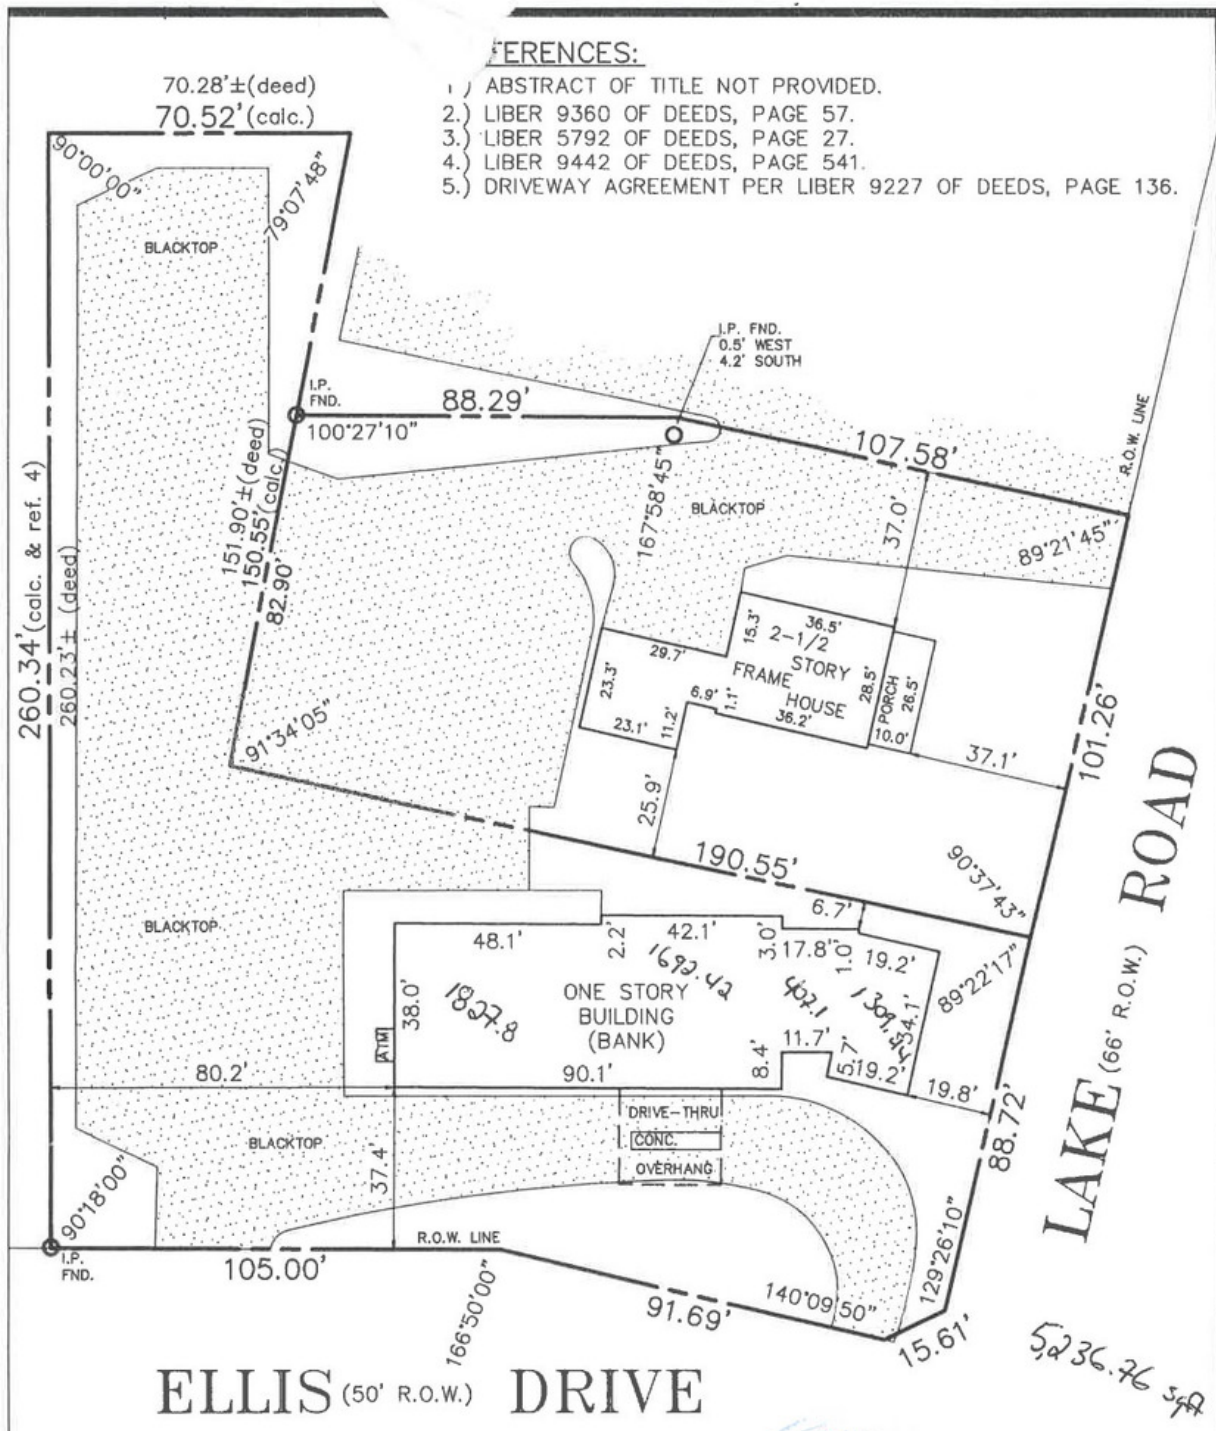 FERENCES:
1.) ABSTRACT OF TITLE NOT PROVIDED.
2.) LIBER 9360 OF DEEDS, PAGE 57.
3.) LIBER 5792 OF DEEDS, PAGE 27.
4.) LIBER 9442 OF DEEDS, PAGE 541.
5.) DRIVEWAY AGREEMENT PER LIBER 9227 OF DEEDS, PAGE 136.
70.28'±(deed)
70.52'(calc.)
90°00'00"
79°07'48"
BLACKTOP
I.P. FND.
0.5' WEST
4.2' SOUTH
R.O.W. LINE
I.P.
FND.
88.29'
100°27'10"
107.58'
167°58'45"
BLACKTOP
37.0'
89°21'45"
260.34'(calc. & ref. 4)
260.23'± (deed)
151.90'±(deed)
150.55'(calc.)
82.90'
91°34'05"
36.5'
15.3'
2-1/2
STORY
FRAME
HOUSE
29.7'
23.3'
23.1'
6.9'
1.1'
11.2'
36.2'
28.5'
PORCH
26.5'
10.0'
37.1'
101.26'
25.9'
190.55'
90°37'43"
LAKE (66' R.O.W.) ROAD
6.7'
BLACKTOP
48.1'
2.2'
42.1'
3.0'
17.8'
1.0'
19.2'
89°22'17"
38.0'
1827.8
1692.42
407.1
1309.44
34.1'
ONE STORY
BUILDING
(BANK)
ATM
11.7'
8.4'
5.7'
19.2'
80.2'
90.1'
19.8'
88.72'
BLACKTOP
37.4'
DRIVE-THRU
CONC.
OVERHANG
90°18'00"
129°26'10"
I.P.
FND.
105.00'
R.O.W. LINE
166°50'00"
91.69'
140°09'50"
15.61'
5,236.76 sqft
ELLIS (50' R.O.W.) DRIVE